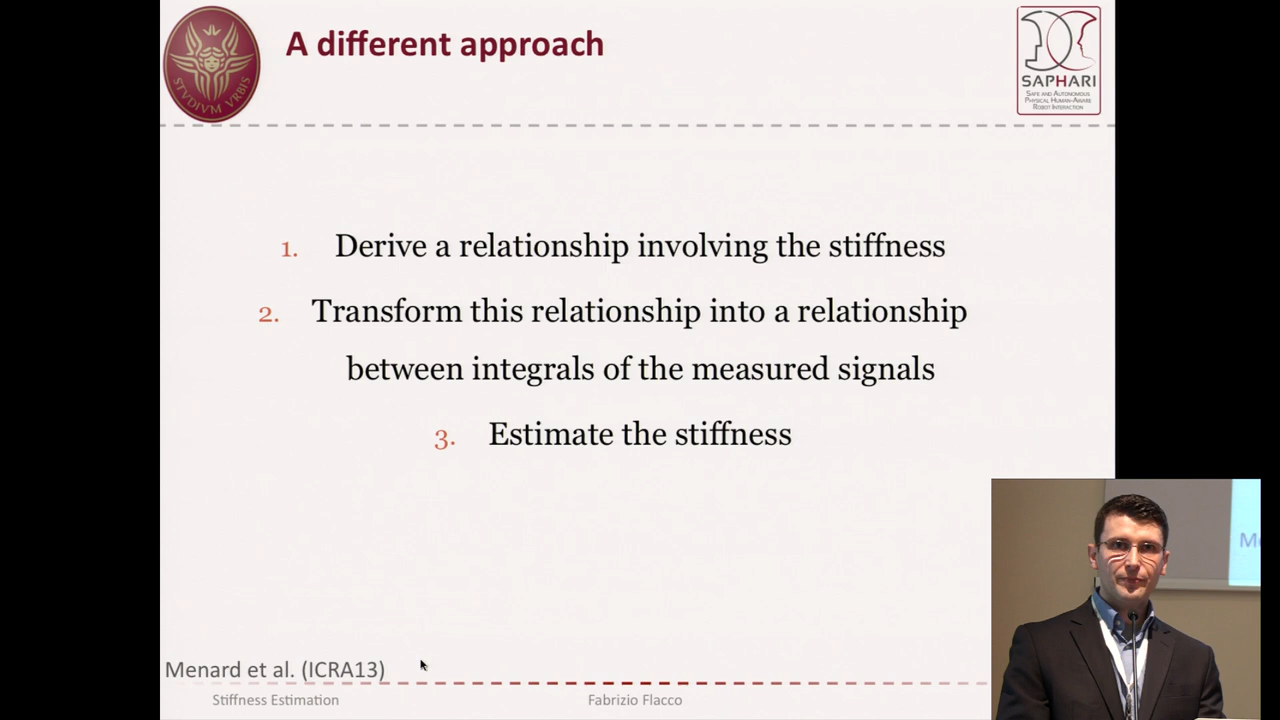 A different approach
STVDIVM VRBIS
SAPHARI
SAFE AND AUTONOMOUS
PHYSICAL HUMAN-AWARE
ROBOT INTERACTION
1. Derive a relationship involving the stiffness
2. Transform this relationship into a relationship
between integrals of the measured signals
3. Estimate the stiffness
Menard et al. (ICRA13)
Stiffness Estimation
Fabrizio Flacco